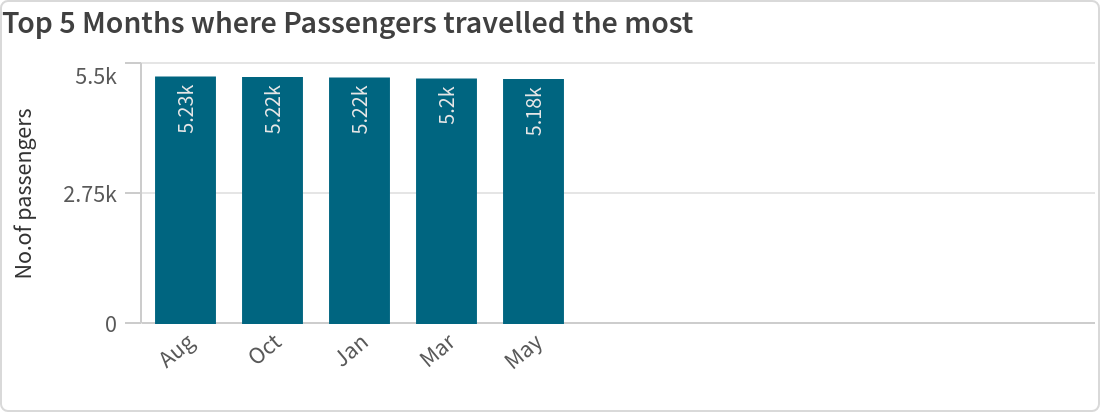 Top 5 Months where Passengers travelled the most
No.of passengers
5.5k
2.75k
0
5.23k
5.22k
5.22k
5.2k
5.18k
Aug
Oct
Jan
Mar
May